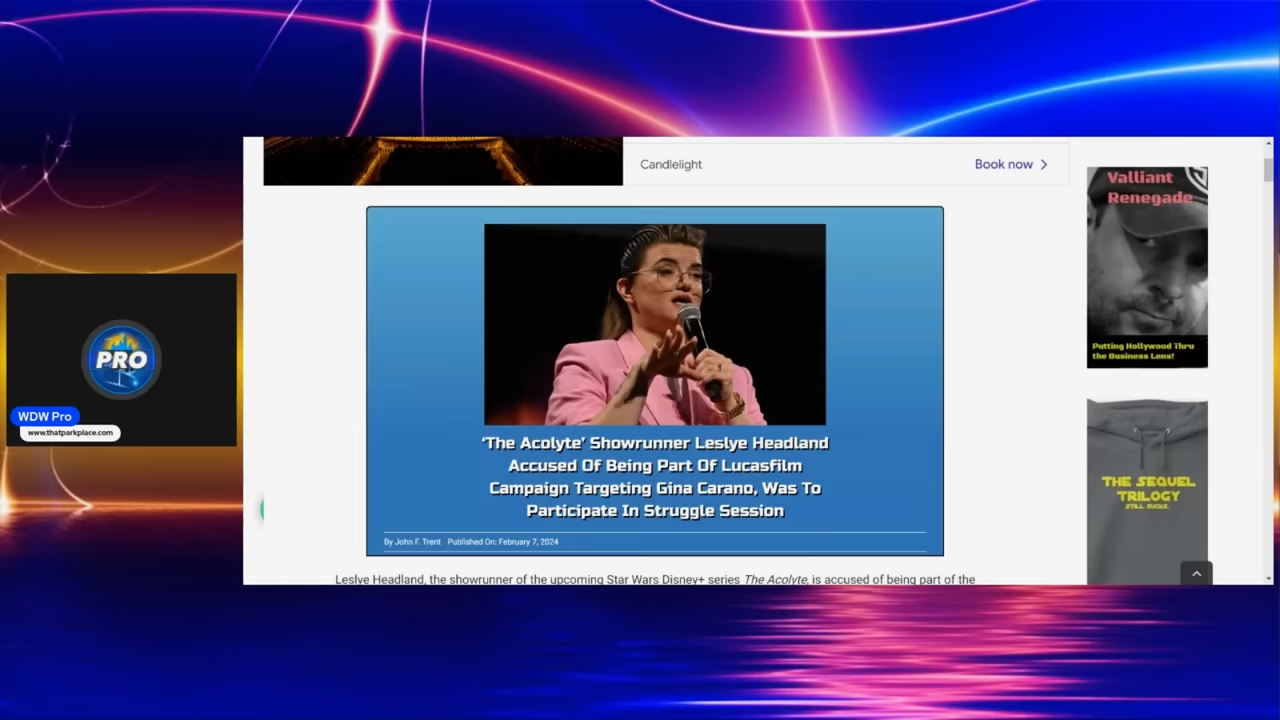 Candlelight
Book now
Valliant
Renegade
Putting Hollywood Thru
the Business Lens!
‘The Acolyte’ Showrunner Leslye Headland
Accused Of Being Part Of Lucasfilm
Campaign Targeting Gina Carano, Was To
Participate In Struggle Session
By John F. Trent Published On: February 7, 2024
Leslye Headland, the showrunner of the upcoming Star Wars Disney+ series The Acolyte, is accused of being part of the
THE SEQUEL
TRILOGY
STILL SUCKS.
PRO
WDW Pro
www.thatparkplace.com